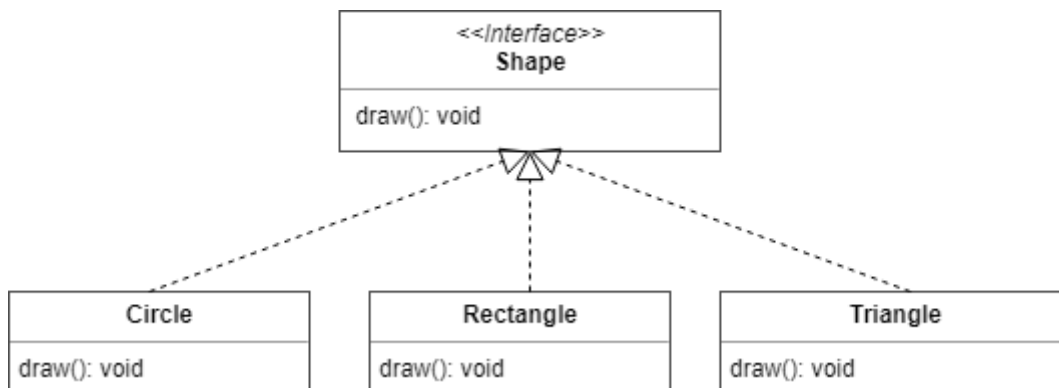 <<Interface>>
Shape
draw(): void
Circle
draw(): void
Rectangle
draw(): void
Triangle
draw(): void